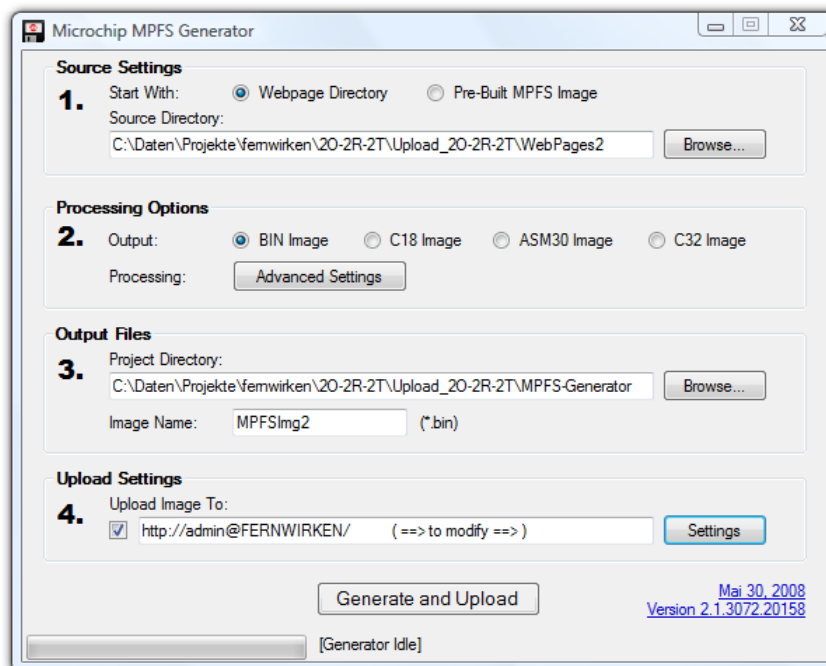 Microchip MPFS Generator
Source Settings
1.
Start With: Webpage Directory Pre-Built MPFS Image
Source Directory:
C:\Daten\Projekte\fernwirken\2O-2R-2T\Upload_2O-2R-2T\WebPages2 Browse...
Processing Options
2.
Output: BIN Image C18 Image ASM30 Image C32 Image
Processing: Advanced Settings
Output Files
3.
Project Directory:
C:\Daten\Projekte\fernwirken\2O-2R-2T\Upload_2O-2R-2T\MPFS-Generator Browse...
Image Name: MPFSImg2 (*.bin)
Upload Settings
4.
Upload Image To:
http://admin@FERNWIRKEN/ ( ==> to modify ==> ) Settings
Generate and Upload
Mai 30, 2008
Version 2.1.3072.20158
[Generator Idle]